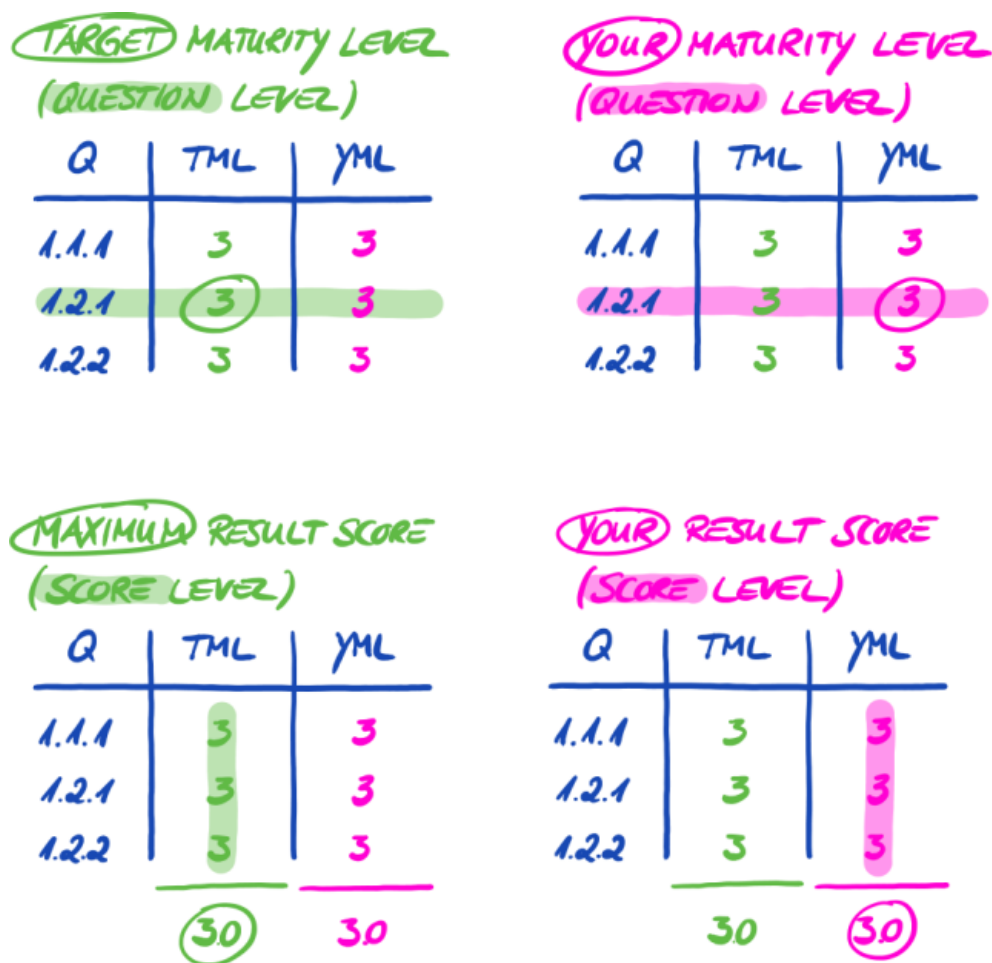 TARGET MATURITY LEVEL
(QUESTION LEVEL)
Q TML YML
1.1.1 3 3
1.2.1 3 3
1.2.2 3 3
YOUR MATURITY LEVEL
(QUESTION LEVEL)
Q TML YML
1.1.1 3 3
1.2.1 3 3
1.2.2 3 3
MAXIMUM RESULT SCORE
(SCORE LEVEL)
Q TML YML
1.1.1 3 3
1.2.1 3 3
1.2.2 3 3
3.0 3.0
YOUR RESULT SCORE
(SCORE LEVEL)
Q TML YML
1.1.1 3 3
1.2.1 3 3
1.2.2 3 3
3.0 3.0